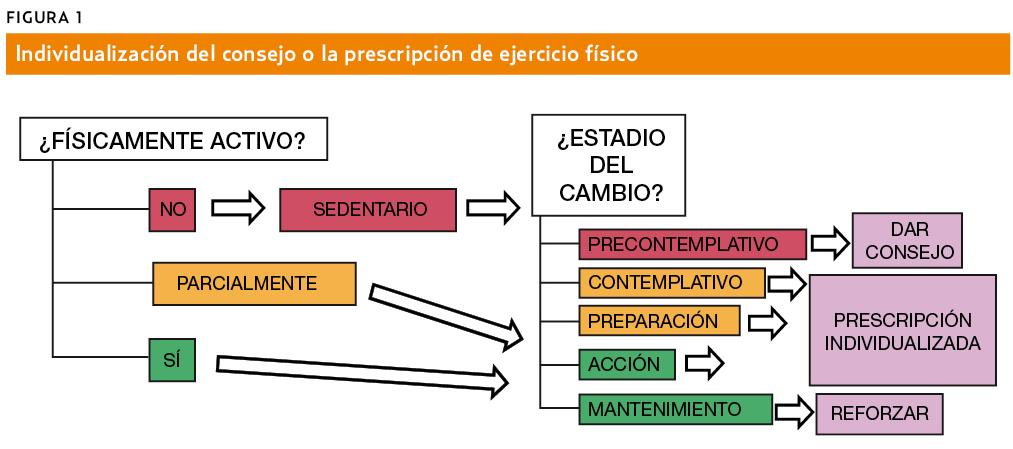 FIGURA 1
Individualización del consejo o la prescripción de ejercicio físico
¿FÍSICAMENTE ACTIVO?
NO
SEDENTARIO
PARCIALMENTE
SÍ
¿ESTADIO
DEL
CAMBIO?
PRECONTEMPLATIVO
DAR
CONSEJO
CONTEMPLATIVO
PREPARACIÓN
PRESCRIPCIÓN
INDIVIDUALIZADA
ACCIÓN
MANTENIMIENTO
REFORZAR